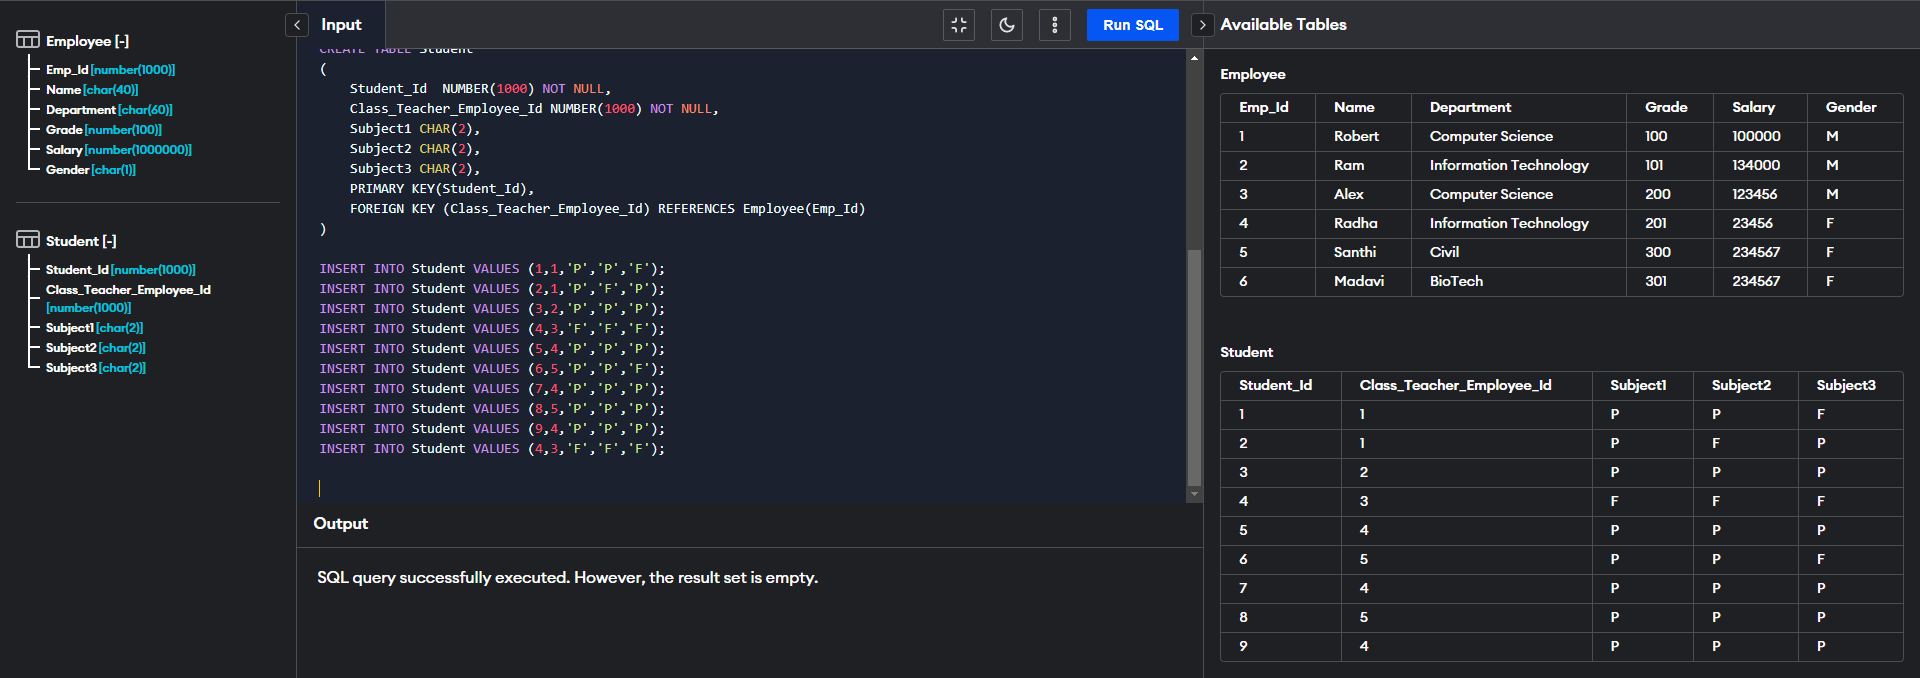 Employee [-]
Emp_Id [number(1000)]
Name [char(40)]
Department [char(60)]
Grade [number(100)]
Salary [number(1000000)]
Gender [char(1)]
Student [-]
Student_Id [number(1000)]
Class_Teacher_Employee_Id
[number(1000)]
Subject1 [char(2)]
Subject2 [char(2)]
Subject3 [char(2)]
Input
Run SQL
CREATE TABLE Student
(
Student_Id  NUMBER(1000) NOT NULL,
Class_Teacher_Employee_Id NUMBER(1000) NOT NULL,
Subject1 CHAR(2),
Subject2 CHAR(2),
Subject3 CHAR(2),
PRIMARY KEY(Student_Id),
FOREIGN KEY (Class_Teacher_Employee_Id) REFERENCES Employee(Emp_Id)
)
INSERT INTO Student VALUES (1,1,'P','P','F');
INSERT INTO Student VALUES (2,1,'P','F','P');
INSERT INTO Student VALUES (3,2,'P','P','P');
INSERT INTO Student VALUES (4,3,'F','F','F');
INSERT INTO Student VALUES (5,4,'P','P','P');
INSERT INTO Student VALUES (6,5,'P','P','F');
INSERT INTO Student VALUES (7,4,'P','P','P');
INSERT INTO Student VALUES (8,5,'P','P','P');
INSERT INTO Student VALUES (9,4,'P','P','P');
INSERT INTO Student VALUES (4,3,'F','F','F');
Output
SQL query successfully executed. However, the result set is empty.
Available Tables
Employee
Emp_Id Name Department Grade Salary Gender
1 Robert Computer Science 100 100000 M
2 Ram Information Technology 101 134000 M
3 Alex Computer Science 200 123456 M
4 Radha Information Technology 201 23456 F
5 Santhi Civil 300 234567 F
6 Madavi BioTech 301 234567 F
Student
Student_Id Class_Teacher_Employee_Id Subject1 Subject2 Subject3
1 1 P P F
2 1 P F P
3 2 P P P
4 3 F F F
5 4 P P P
6 5 P P F
7 4 P P P
8 5 P P P
9 4 P P P